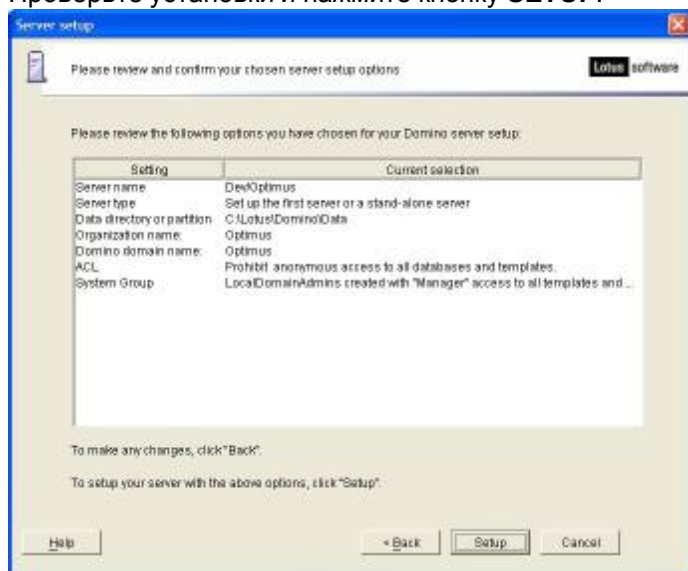 Проверьте установки и нажмите кнопку
Server setup
Please review and confirm your chosen server setup options
Lotus software
Please review the following options you have chosen for your Domino server setup:
Setting Current selection
Server name Dev/Optimus
Server type Set up the first server or a stand-alone server
Data directory or partition C:\Lotus\Domino\Data
Organization name: Optimus
Domino domain name: Optimus
ACL Prohibit anonymous access to all databases and templates.
System Group LocalDomainAdmins created with "Manager" access to all templates and ...
To make any changes, click "Back".
To setup your server with the above options, click "Setup".
Help < Back Setup Cancel